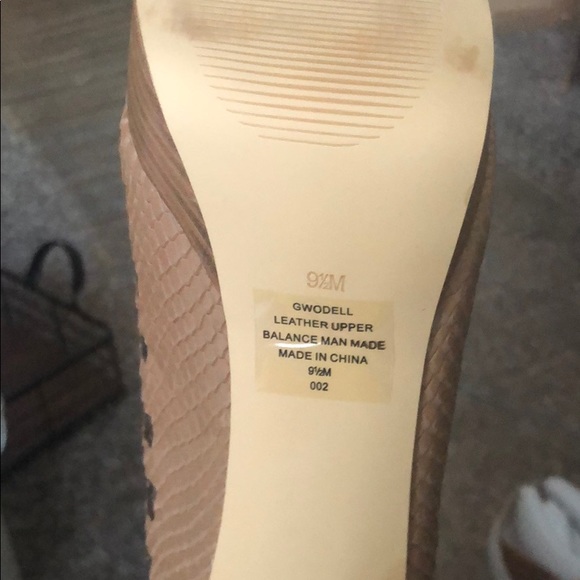 9½M
GWODELL
LEATHER UPPER
BALANCE MAN MADE
MADE IN CHINA
9½M
002